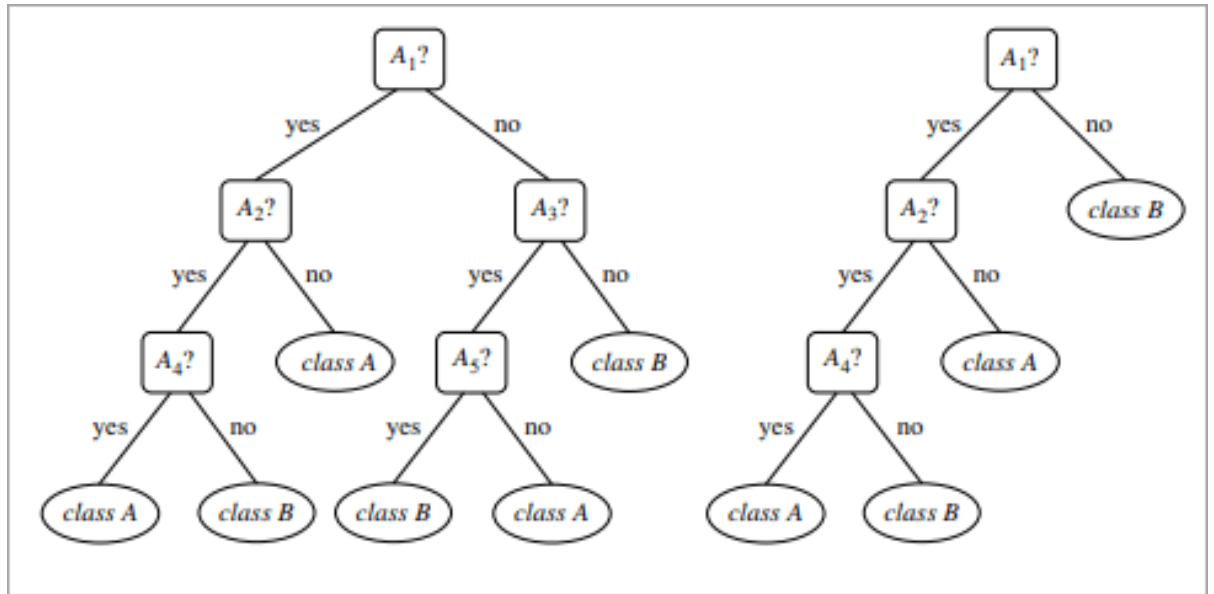 A₁? A₁?
yes no yes no
A₂? A₃? A₂? class B
yes no yes no yes no
A₄? class A A₅? class B A₄? class A
yes no yes no yes no
class A class B class B class A class A class B